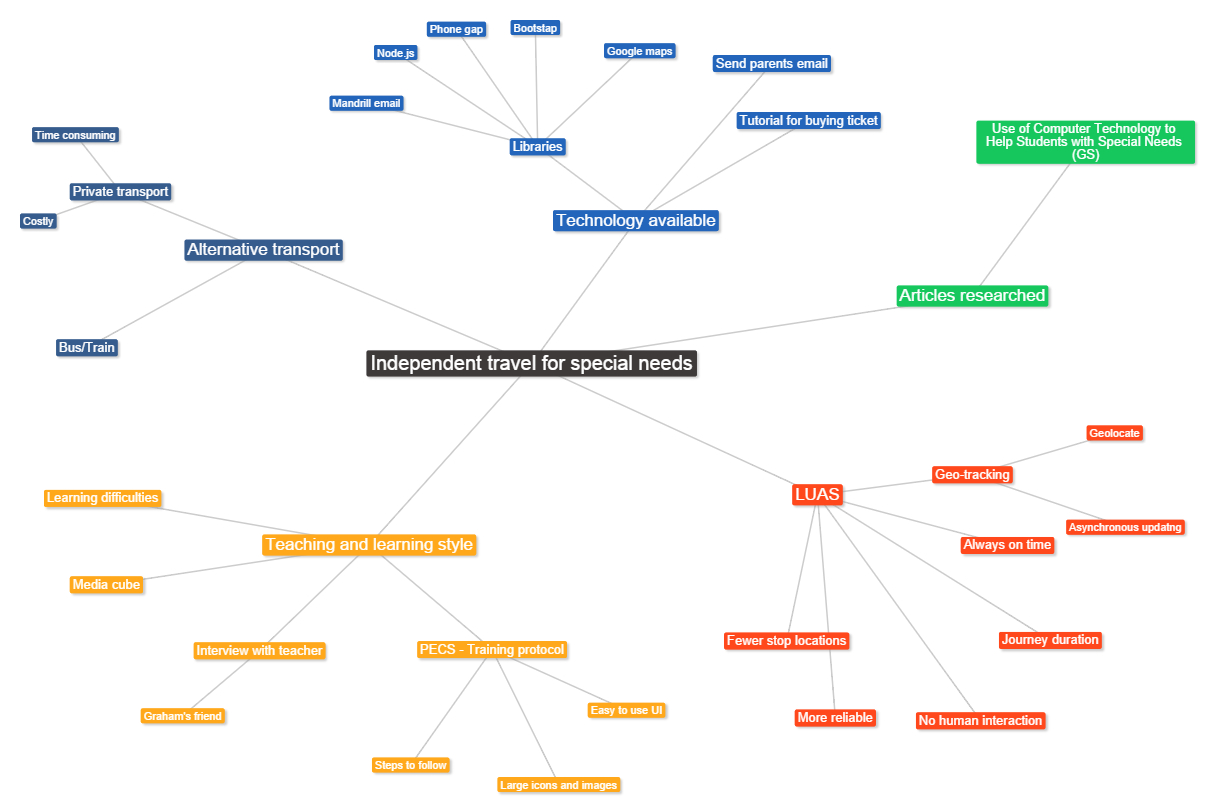 Phone gap
Bootstap
Node.js
Google maps
Send parents email
Mandrill email
Tutorial for buying ticket
Use of Computer Technology to
Help Students with Special Needs
(GS)
Time consuming
Libraries
Private transport
Costly
Technology available
Alternative transport
Articles researched
Bus/Train
Independent travel for special needs
Geolocate
Geo-tracking
Learning difficulties
LUAS
Asynchronous updatng
Teaching and learning style
Always on time
Media cube
Fewer stop locations
Journey duration
Interview with teacher
PECS - Training protocol
Graham's friend
Easy to use UI
More reliable
No human interaction
Steps to follow
Large icons and images